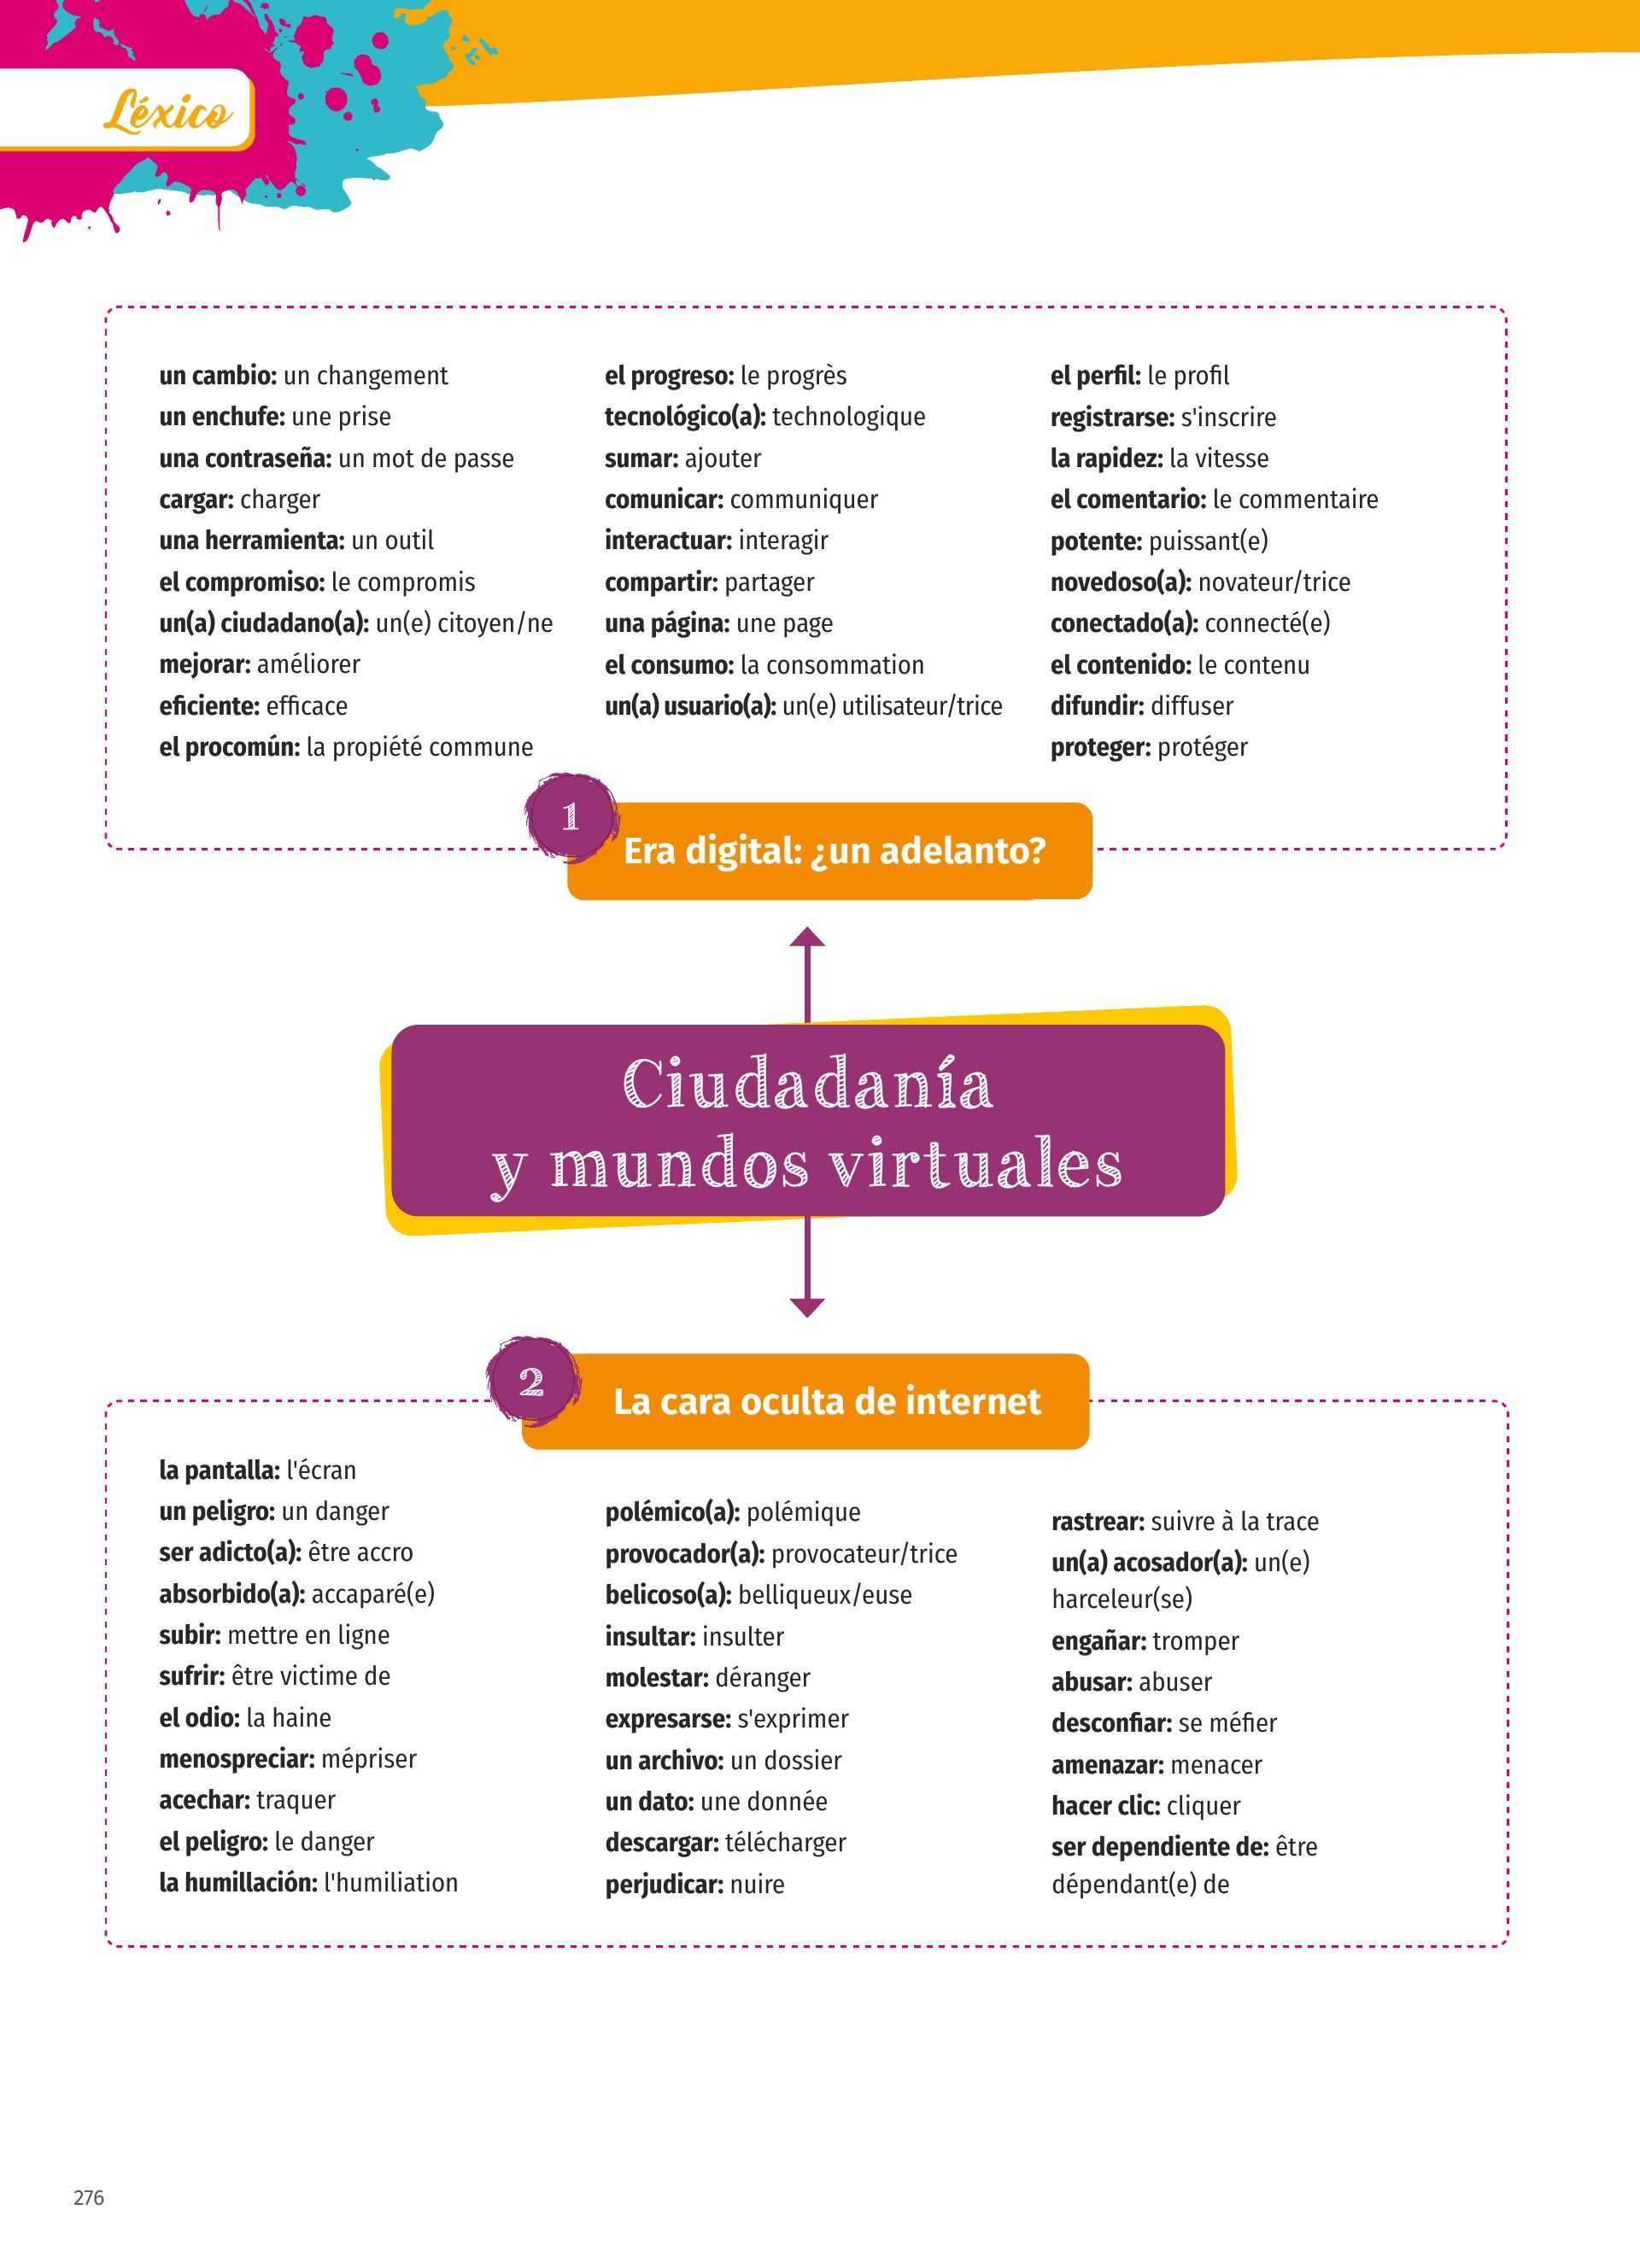 Léxico
un cambio: un changement
un enchufe: une prise
una contraseña: un mot de passe
cargar: charger
una herramienta: un outil
el compromiso: le compromis
un(a) ciudadano(a): un(e) citoyen/ne
mejorar: améliorer
eficiente: efficace
el procomún: la propiété commune
el progreso: le progrès
tecnológico(a): technologique
sumar: ajouter
comunicar: communiquer
interactuar: interagir
compartir: partager
una página: une page
el consumo: la consommation
un(a) usuario(a): un(e) utilisateur/trice
el perfil: le profil
registrarse: s'inscrire
la rapidez: la vitesse
el comentario: le commentaire
potente: puissant(e)
novedoso(a): novateur/trice
conectado(a): connecté(e)
el contenido: le contenu
difundir: diffuser
proteger: protéger
1
Era digital: ¿un adelanto?
Ciudadanía
y mundos virtuales
2
La cara oculta de internet
la pantalla: l'écran
un peligro: un danger
ser adicto(a): être accro
absorbido(a): accaparé(e)
subir: mettre en ligne
sufrir: être victime de
el odio: la haine
menospreciar: mépriser
acechar: traquer
el peligro: le danger
la humillación: l'humiliation
polémico(a): polémique
provocador(a): provocateur/trice
belicoso(a): belliqueux/euse
insultar: insulter
molestar: déranger
expresarse: s'exprimer
un archivo: un dossier
un dato: une donnée
descargar: télécharger
perjudicar: nuire
rastrear: suivre à la trace
un(a) acosador(a): un(e)
harceleur(se)
engañar: tromper
abusar: abuser
desconfiar: se méfier
amenazar: menacer
hacer clic: cliquer
ser dependiente de: être
dépendant(e) de
276